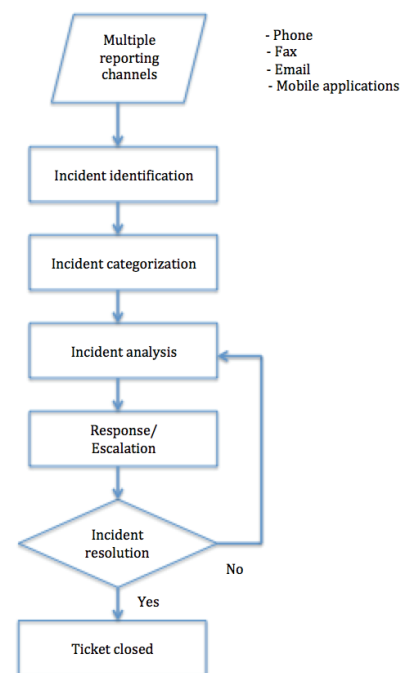 Multiple
reporting
channels
- Phone
- Fax
- Email
- Mobile applications
Incident identification
Incident categorization
Incident analysis
Response/
Escalation
Incident
resolution
No
Yes
Ticket closed